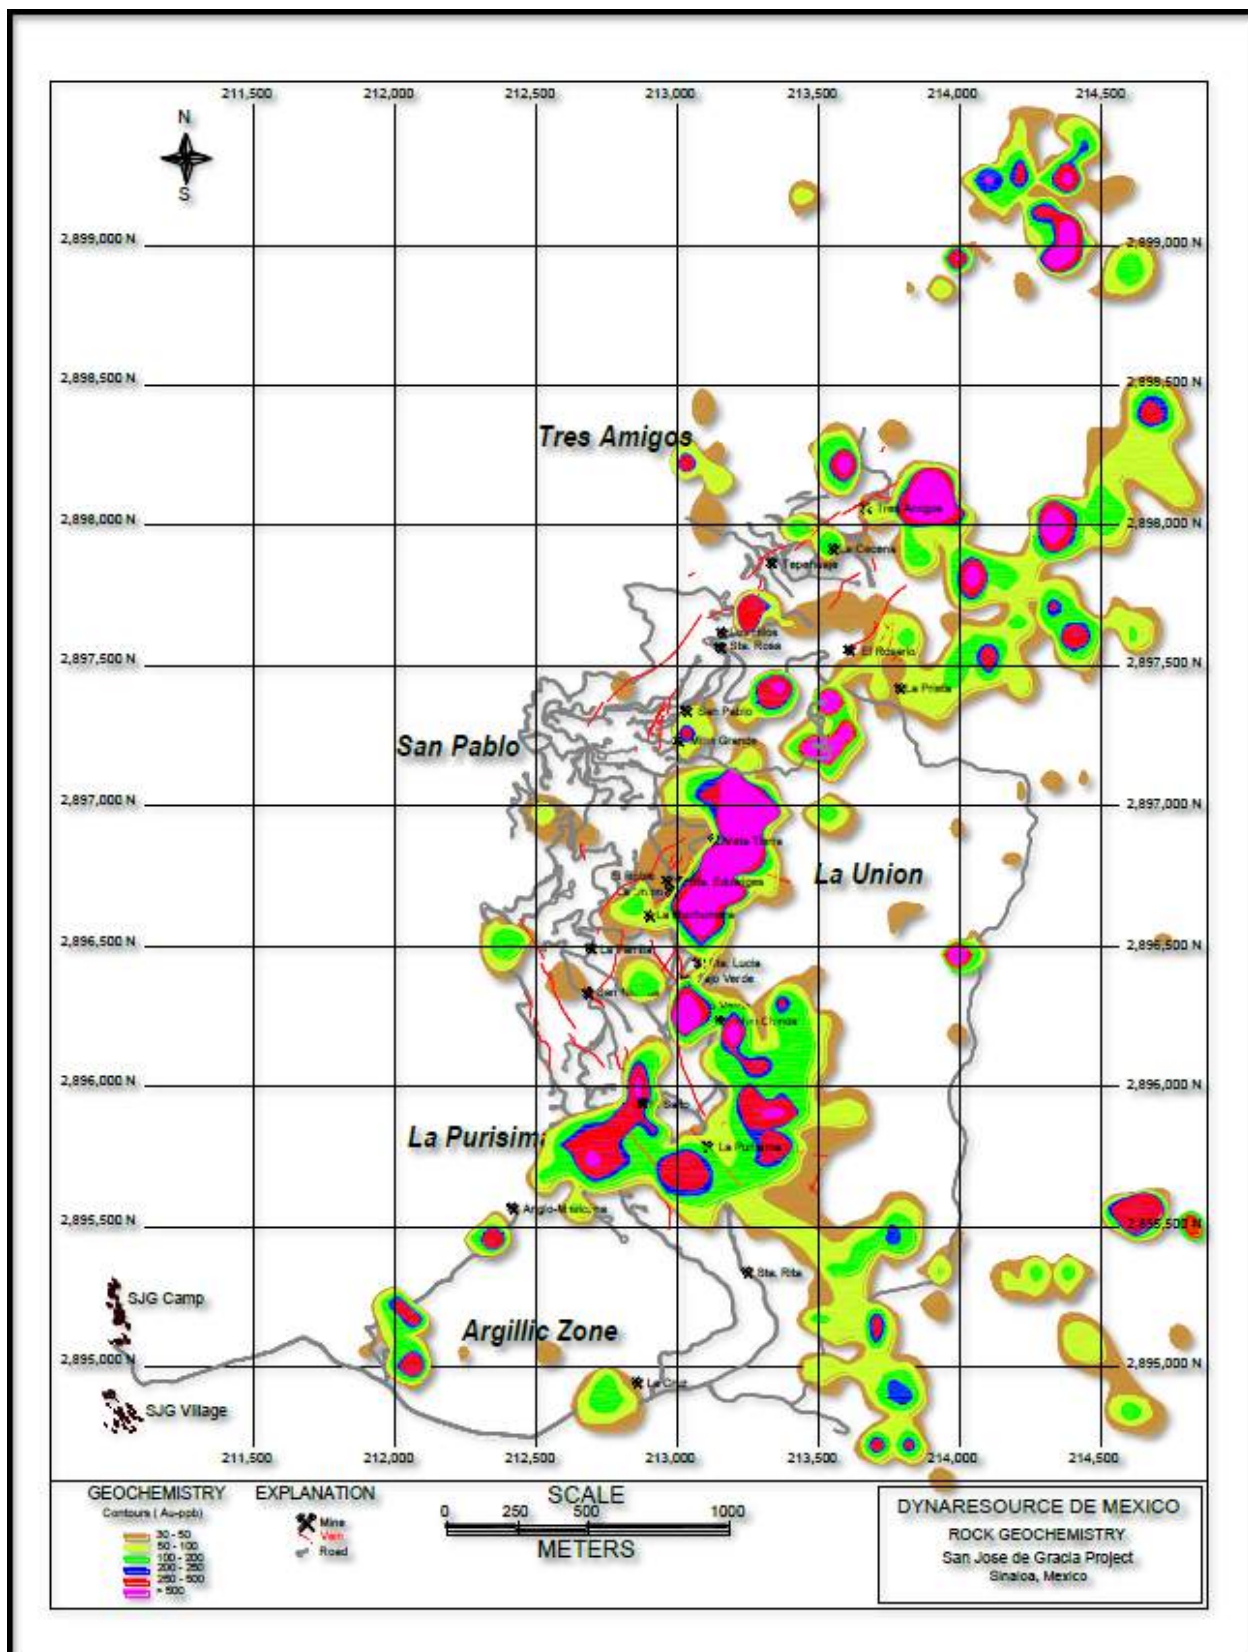 211,500 212,000 212,500 213,000 213,500 214,000 214,500
N
S
2,899,000 N 2,899,000 N
2,898,500 N 2,898,500 N
Tres Amigos
2,898,000 N 2,898,000 N
Tres Amigos
La Cecena
Tepehuaje
Sta. Rosa
El Rosario
2,897,500 N 2,897,500 N
La Prieta
San Pablo
San Pablo
Mina Grande
2,897,000 N 2,897,000 N
La Union
2,896,500 N 2,896,500 N
Lucia
Verde
2,896,000 N 2,896,000 N
La Purisima
La Purisima
2,895,500 N 2,895,500 N
Sta. Rita
SJG Camp
Argillic Zone
2,895,000 N 2,895,000 N
La Cruz
SJG Village
211,500 212,000 212,500 213,000 213,500 214,000 214,500
GEOCHEMISTRY
Contours ( Au-ppb)
30 - 50
50 - 100
100 - 200
200 - 250
250 - 500
> 500
EXPLANATION
Mine
Vein
Road
SCALE
0 250 500 1000
METERS
DYNARESOURCE DE MEXICO
ROCK GEOCHEMISTRY
San Jose de Gracia Project
Sinaloa, Mexico